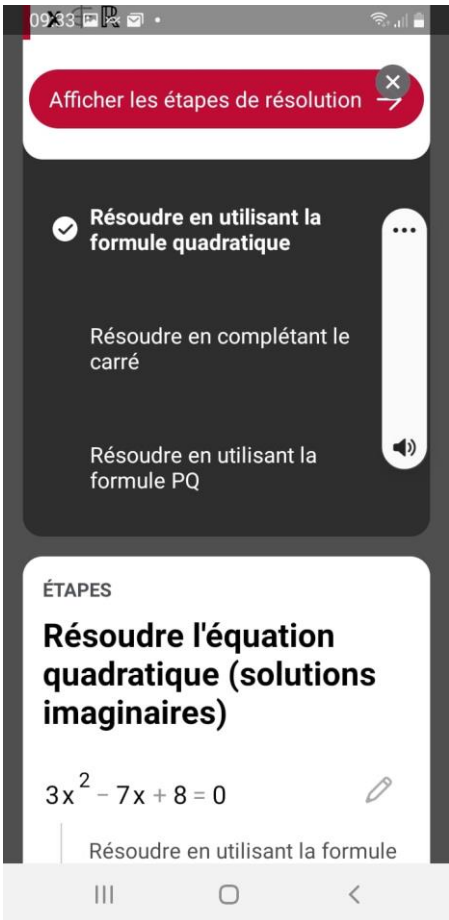 09:33
Afficher les étapes de résolution
Résoudre en utilisant la
formule quadratique
Résoudre en complétant le
carré
Résoudre en utilisant la
formule PQ
ÉTAPES
Résoudre l'équation
quadratique (solutions
imaginaires)
3x² − 7x + 8 = 0
Résoudre en utilisant la formule